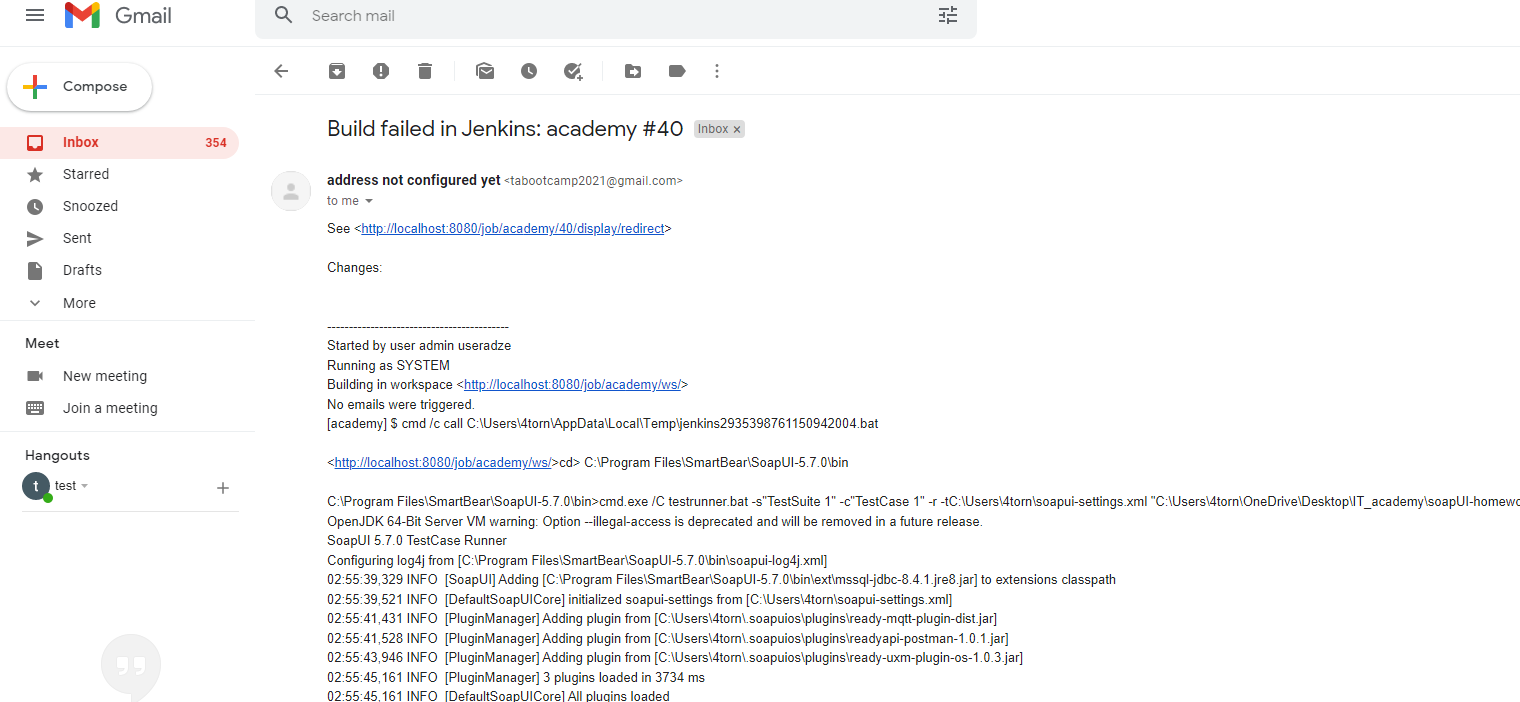 Gmail
Search mail
Compose
Inbox 354
Starred
Snoozed
Sent
Drafts
More
Meet
New meeting
Join a meeting
Hangouts
t test
Build failed in Jenkins: academy #40 Inbox ×
address not configured yet <tabootcamp2021@gmail.com>
to me
See <http://localhost:8080/job/academy/40/display/redirect>
Changes:
------------------------------------------
Started by user admin useradze
Running as SYSTEM
Building in workspace <http://localhost:8080/job/academy/ws/>
No emails were triggered.
[academy] $ cmd /c call C:\Users\4torn\AppData\Local\Temp\jenkins2935398761150942004.bat
<http://localhost:8080/job/academy/ws/>cd> C:\Program Files\SmartBear\SoapUI-5.7.0\bin
C:\Program Files\SmartBear\SoapUI-5.7.0\bin>cmd.exe /C testrunner.bat -s"TestSuite 1" -c"TestCase 1" -r -tC:\Users\4torn\soapui-settings.xml "C:\Users\4torn\OneDrive\Desktop\IT_academy\soapUI-homewo
OpenJDK 64-Bit Server VM warning: Option --illegal-access is deprecated and will be removed in a future release.
SoapUI 5.7.0 TestCase Runner
Configuring log4j from [C:\Program Files\SmartBear\SoapUI-5.7.0\bin\soapui-log4j.xml]
02:55:39,329 INFO  [SoapUI] Adding [C:\Program Files\SmartBear\SoapUI-5.7.0\bin\ext\mssql-jdbc-8.4.1.jre8.jar] to extensions classpath
02:55:39,521 INFO  [DefaultSoapUICore] initialized soapui-settings from [C:\Users\4torn\soapui-settings.xml]
02:55:41,431 INFO  [PluginManager] Adding plugin from [C:\Users\4torn\.soapuios\plugins\ready-mqtt-plugin-dist.jar]
02:55:41,528 INFO  [PluginManager] Adding plugin from [C:\Users\4torn\.soapuios\plugins\readyapi-postman-1.0.1.jar]
02:55:43,946 INFO  [PluginManager] Adding plugin from [C:\Users\4torn\.soapuios\plugins\ready-uxm-plugin-os-1.0.3.jar]
02:55:45,161 INFO  [PluginManager] 3 plugins loaded in 3734 ms
02:55:45,161 INFO  [DefaultSoapUICore] All plugins loaded